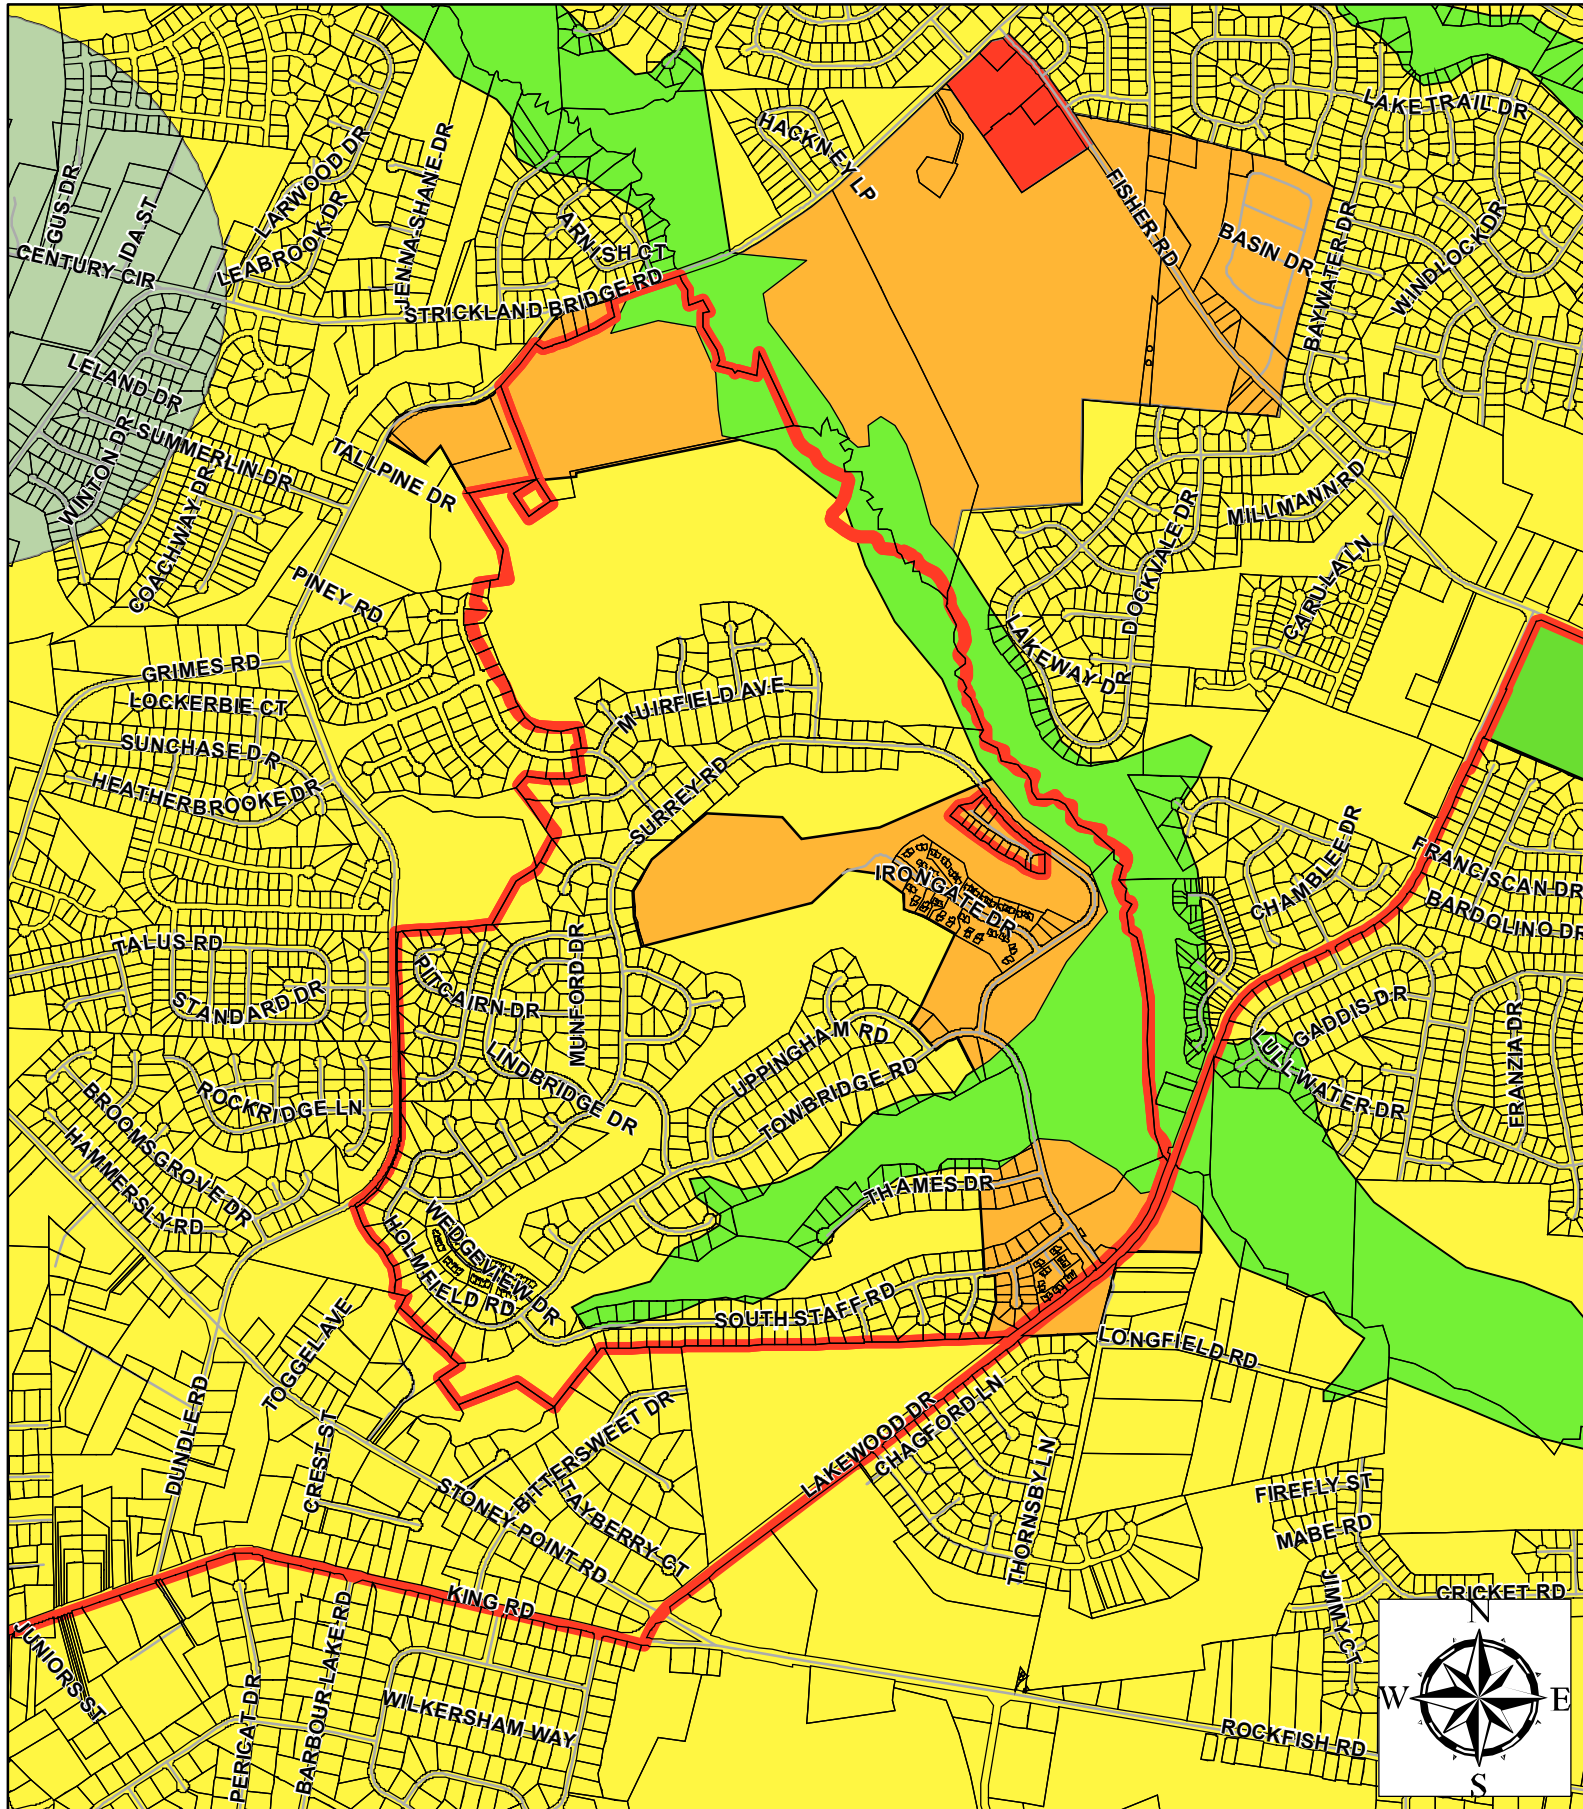 LAKE TRAIL DR
HACKNEY LP
LARWOOD DR
JENNA-SHANE DR
GUS DR
IDA ST
LEABROOK DR
ARNISH CT
FISHER RD
BASIN DR
BAYWATER DR
WINDLOCK DR
CENTURY CIR
STRICKLAND BRIDGE RD
LELAND DR
SUMMERLIN DR
WINTON DR
COACHWAY DR
TALLPINE DR
MILLMANN RD
DOCKVALE DR
CARULA LN
PINEY RD
LAKEWAY DR
GRIMES RD
LOCKERBIE CT
MUIRFIELD AVE
SUNCHASE DR
HEATHERBROOKE DR
SURREY RD
CHAMBLEE DR
FRANCISCAN DR
IRONGATE DR
BARDOLINO DR
TALUS RD
PITCAIRN DR
MUNFORD DR
STANDARD DR
GADDIS DR
UPPINGHAM RD
LINDBRIDGE DR
TOWBRIDGE RD
LULLWATER DR
FRANZIA DR
ROCKRIDGE LN
BROOMSGROVE DR
HAMMERSLY RD
THAMES DR
WEDGEVIEW DR
HOLMFIELD RD
SOUTH STAFF RD
LONGFIELD RD
TOGGEL AVE
DUNDLE RD
CREST ST
BITTERSWEET DR
LAKEWOOD DR
CHAGFORD LN
STONEY POINT RD
TAYBERRY CT
THORNSBY LN
FIREFLY ST
MABE RD
KING RD
CRICKET RD
JIMMY CT
JUNIORS ST
BARBOUR LAKE RD
PERICAT DR
WILKERSHAM WAY
ROCKFISH RD
N
W E
S